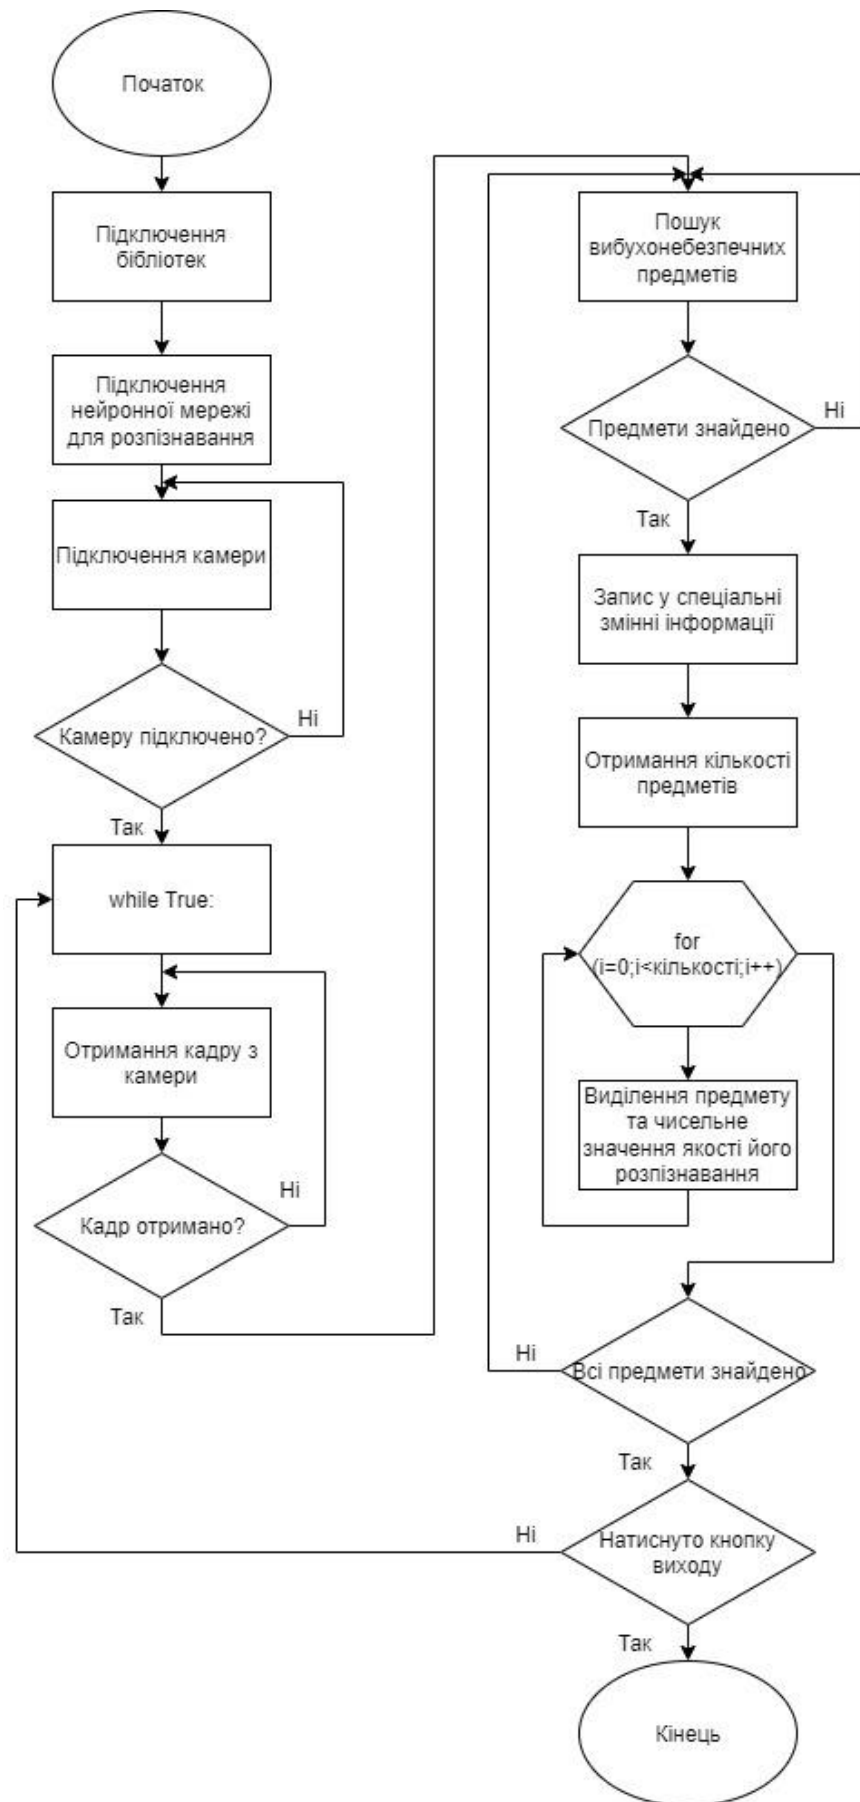 Початок
Підключення
бібліотек
Підключення
нейронної мережі
для розпізнавання
Підключення камери
Камеру підключено?
Ні
Так
while True:
Отримання кадру з
камери
Кадр отримано?
Ні
Так
Пошук
вибухонебезпечних
предметів
Предмети знайдено
Ні
Так
Запис у спеціальні
змінні інформації
Отримання кількості
предметів
for
(i=0;i<кількості;i++)
Виділення предмету
та чисельне
значення якості його
розпізнавання
Всі предмети знайдено
Ні
Так
Натиснуто кнопку
виходу
Ні
Так
Кінець